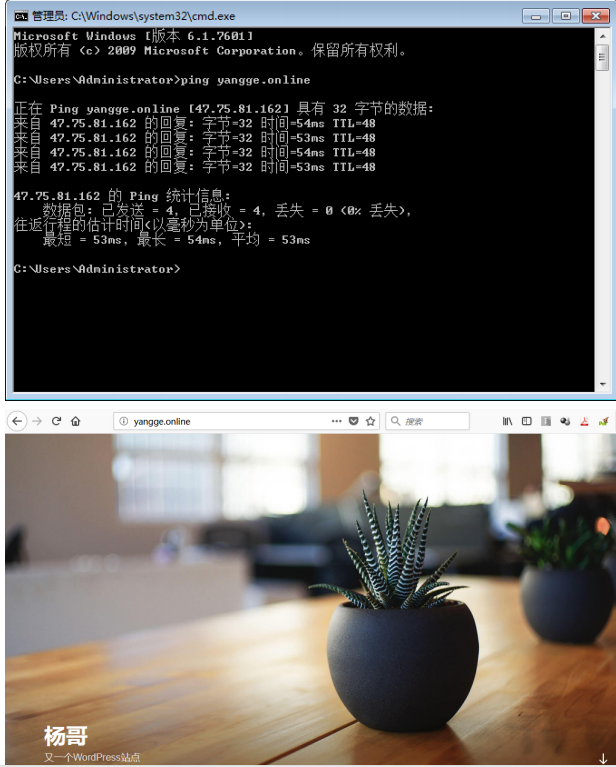 管理员: C:\Windows\system32\cmd.exe
Microsoft Windows [版本 6.1.7601]
版权所有 (c) 2009 Microsoft Corporation。保留所有权利。
C:\Users\Administrator>ping yangge.online
正在 Ping yangge.online [47.75.81.162] 具有 32 字节的数据:
来自 47.75.81.162 的回复: 字节=32 时间=54ms TTL=48
来自 47.75.81.162 的回复: 字节=32 时间=53ms TTL=48
来自 47.75.81.162 的回复: 字节=32 时间=54ms TTL=48
来自 47.75.81.162 的回复: 字节=32 时间=53ms TTL=48
47.75.81.162 的 Ping 统计信息:
数据包: 已发送 = 4, 已接收 = 4, 丢失 = 0 (0% 丢失),
往返行程的估计时间(以毫秒为单位):
最短 = 53ms, 最长 = 54ms, 平均 = 53ms
C:\Users\Administrator>
yangge.online
搜索
杨哥
又一个WordPress站点